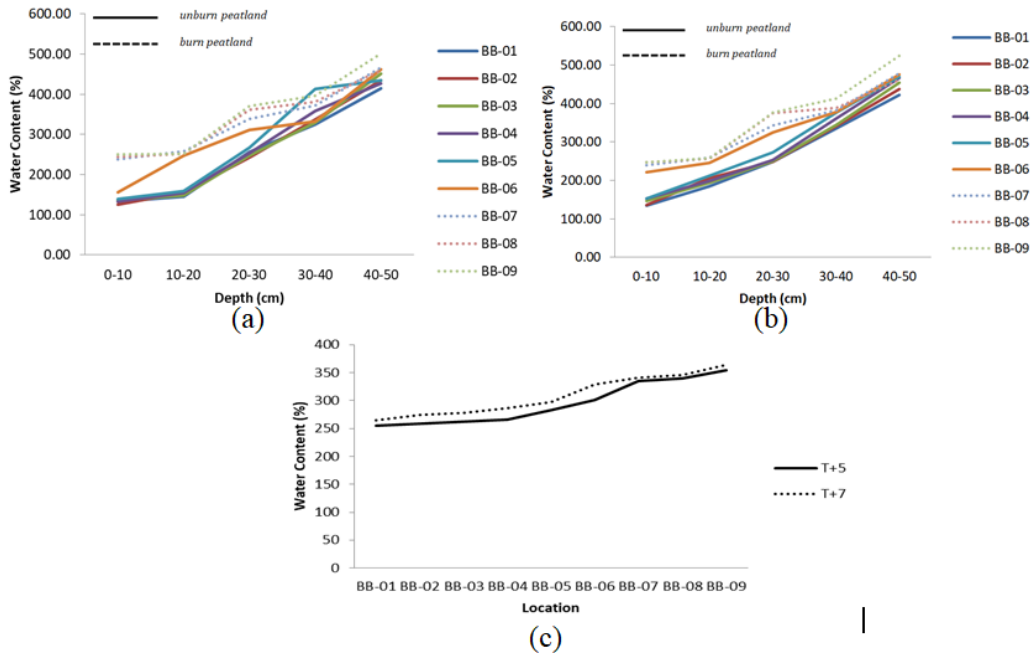 600.00
500.00
400.00
300.00
200.00
100.00
0.00
Water Content (%)
unburn peatland
burn peatland
0-10 10-20 20-30 30-40 40-50
Depth (cm)
BB-01
BB-02
BB-03
BB-04
BB-05
BB-06
BB-07
BB-08
BB-09
(a)
600.00
500.00
400.00
300.00
200.00
100.00
0.00
Water Content (%)
unburn peatland
burn peatland
0-10 10-20 20-30 30-40 40-50
Depth (cm)
BB-01
BB-02
BB-03
BB-04
BB-05
BB-06
BB-07
BB-08
BB-09
(b)
400
350
300
250
200
150
100
50
0
Water Content (%)
BB-01 BB-02 BB-03 BB-04 BB-05 BB-06 BB-07 BB-08 BB-09
Location
T+5
T+7
(c)